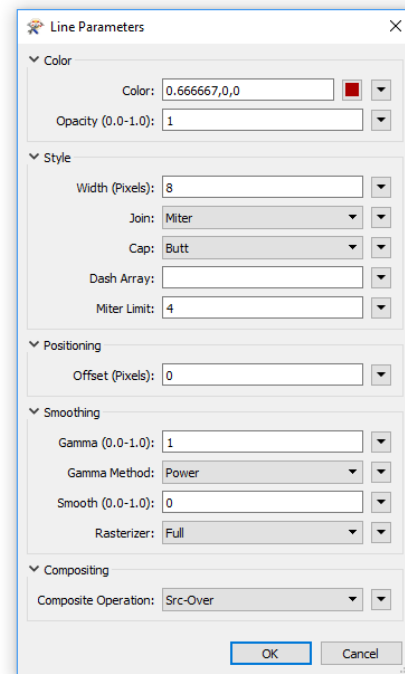 Line Parameters
Color
Color: 0.666667,0,0
Opacity (0.0-1.0): 1
Style
Width (Pixels): 8
Join: Miter
Cap: Butt
Dash Array:
Miter Limit: 4
Positioning
Offset (Pixels): 0
Smoothing
Gamma (0.0-1.0): 1
Gamma Method: Power
Smooth (0.0-1.0): 0
Rasterizer: Full
Compositing
Composite Operation: Src-Over
OK Cancel